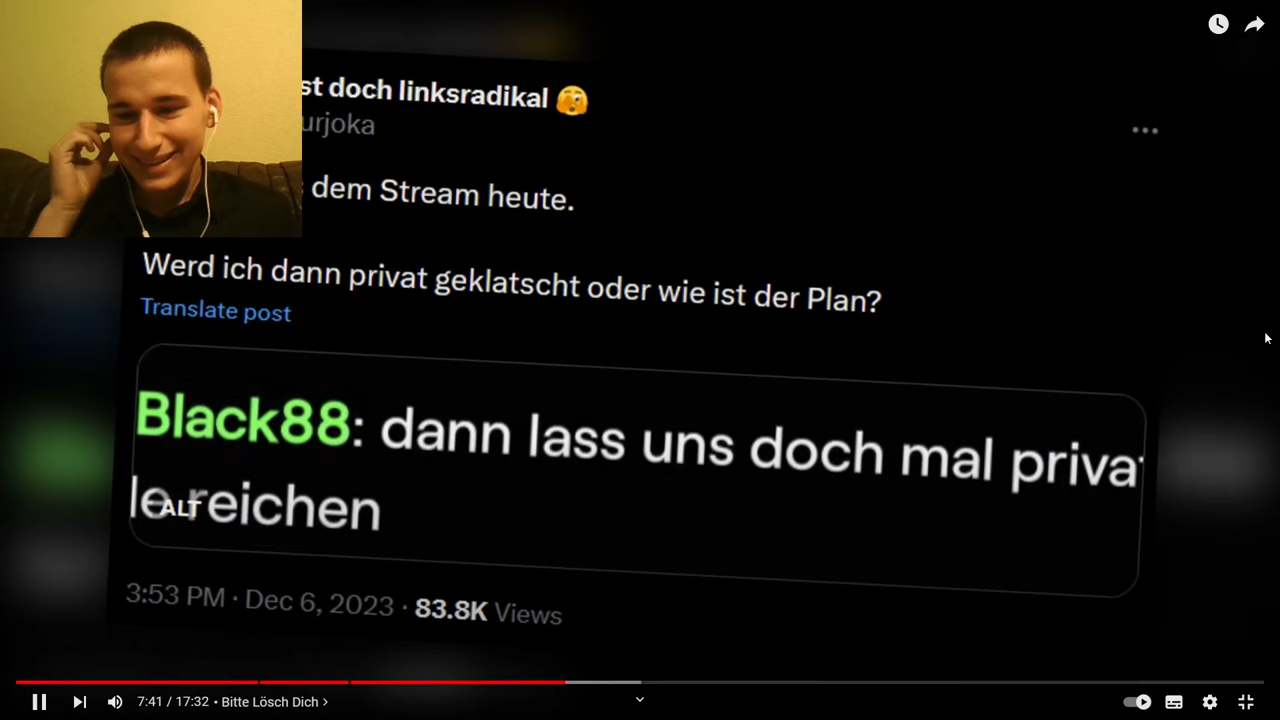 st doch linksradikal 🫣
urjoka
dem Stream heute.
Werd ich dann privat geklatscht oder wie ist der Plan?
Translate post
Black88: dann lass uns doch mal priva
le reichen
ALT
3:53 PM · Dec 6, 2023 · 83.8K Views
7:41 / 17:32 • Bitte Lösch Dich >